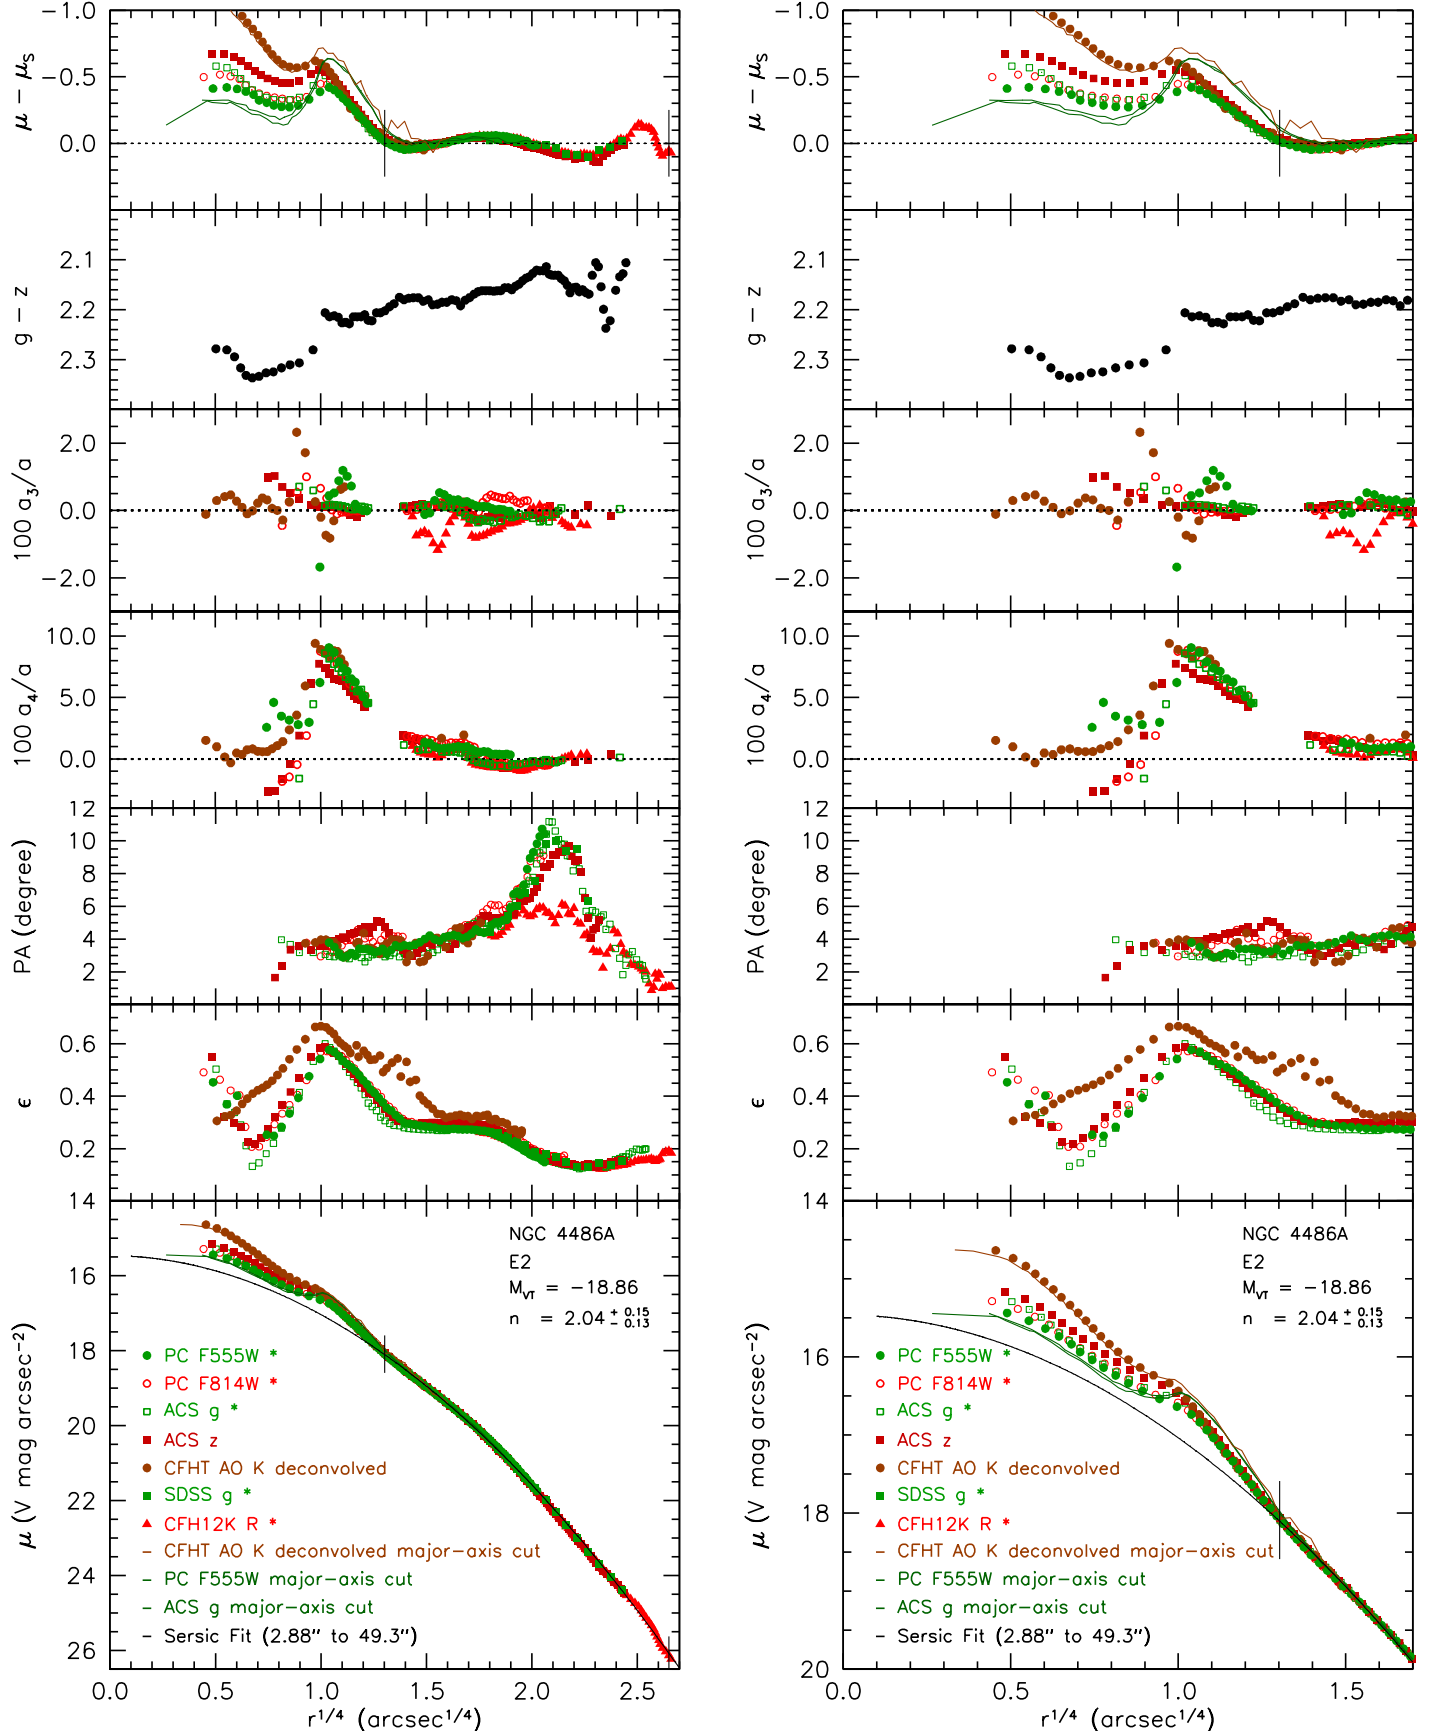 −1.0
−0.5
0.0
μ − μS
2.1
2.2
2.3
g − z
2.0
0.0
−2.0
100 a3/a
10.0
5.0
0.0
100 a4/a
12
10
8
6
4
2
PA (degree)
0.6
0.4
0.2
ϵ
14
16
18
20
22
24
26
μ (V mag arcsec−2)
NGC 4486A
E2
MVT = −18.86
n = 2.04 + 0.15 − 0.13
PC F555W *
PC F814W *
ACS g *
ACS z
CFHT AO K deconvolved
SDSS g *
CFH12K R *
CFHT AO K deconvolved major−axis cut
PC F555W major−axis cut
ACS g major−axis cut
Sersic Fit (2.88″ to 49.3″)
0.0 0.5 1.0 1.5 2.0 2.5
r1/4 (arcsec1/4)
−1.0
−0.5
0.0
μ − μS
2.1
2.2
2.3
g − z
2.0
0.0
−2.0
100 a3/a
10.0
5.0
0.0
100 a4/a
12
10
8
6
4
2
PA (degree)
0.6
0.4
0.2
ϵ
14
16
18
20
μ (V mag arcsec−2)
NGC 4486A
E2
MVT = −18.86
n = 2.04 + 0.15 − 0.13
PC F555W *
PC F814W *
ACS g *
ACS z
CFHT AO K deconvolved
SDSS g *
CFH12K R *
CFHT AO K deconvolved major−axis cut
PC F555W major−axis cut
ACS g major−axis cut
Sersic Fit (2.88″ to 49.3″)
0.0 0.5 1.0 1.5
r1/4 (arcsec1/4)